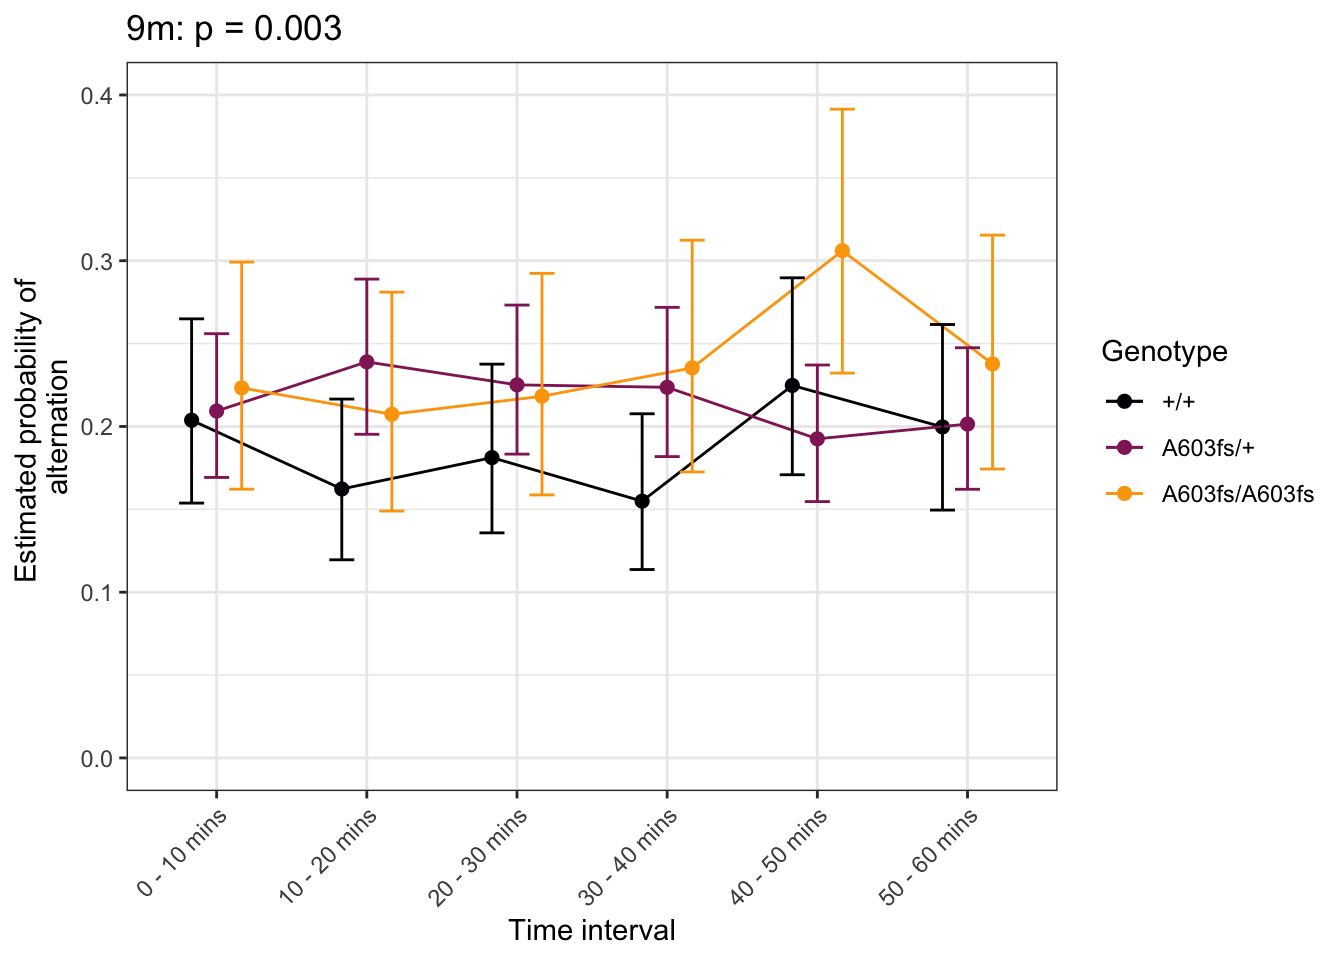 9m: p = 0.003
Estimated probability of
alternation
0.4
0.3
0.2
0.1
0.0
0 - 10 mins
10 - 20 mins
20 - 30 mins
30 - 40 mins
40 - 50 mins
50 - 60 mins
Time interval
Genotype
+/+
A603fs/+
A603fs/A603fs